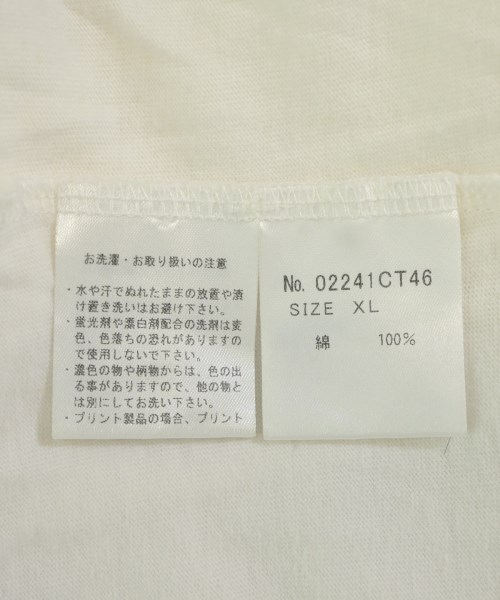 お洗濯・お取り扱いの注意
・水や汗でぬれたままの放置や漬
け置き洗いはお避け下さい。
・蛍光剤や漂白剤配合の洗剤は変
色、色落ちの恐れがありますの
で使用しないで下さい。
・濃色の物や柄物からは、色の出
る事がありますので、他の物と
は別にしてお洗い下さい。
・プリント製品の場合、プリント
No. 02241CT46
SIZE XL
綿 100%